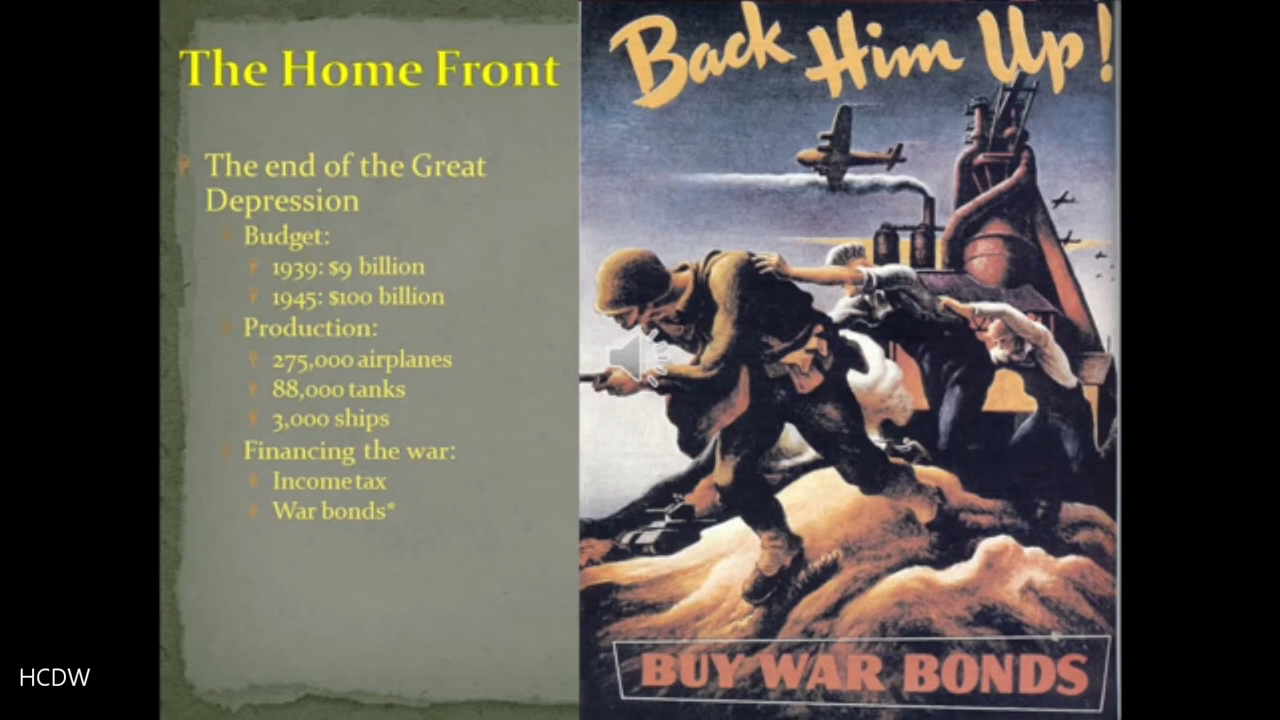 The Home Front
The end of the Great
Depression
Budget:
1939: $9 billion
1945: $100 billion
Production:
275,000 airplanes
88,000 tanks
3,000 ships
Financing the war:
Income tax
War bonds*
Back Him Up!
BUY WAR BONDS
HCDW